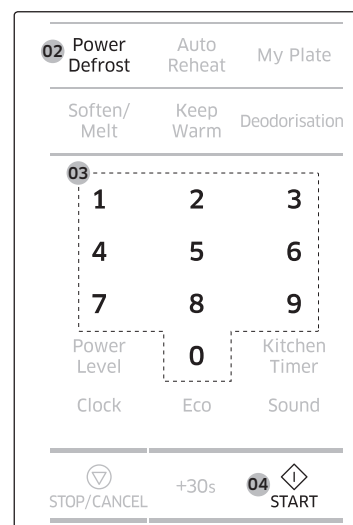 02 Power Auto My Plate
Defrost Reheat
Soften/ Keep Deodorisation
Melt Warm
03
1 2 3
4 5 6
7 8 9
Power 0 Kitchen
Level Timer
Clock Eco Sound
STOP/CANCEL +30s 04 START